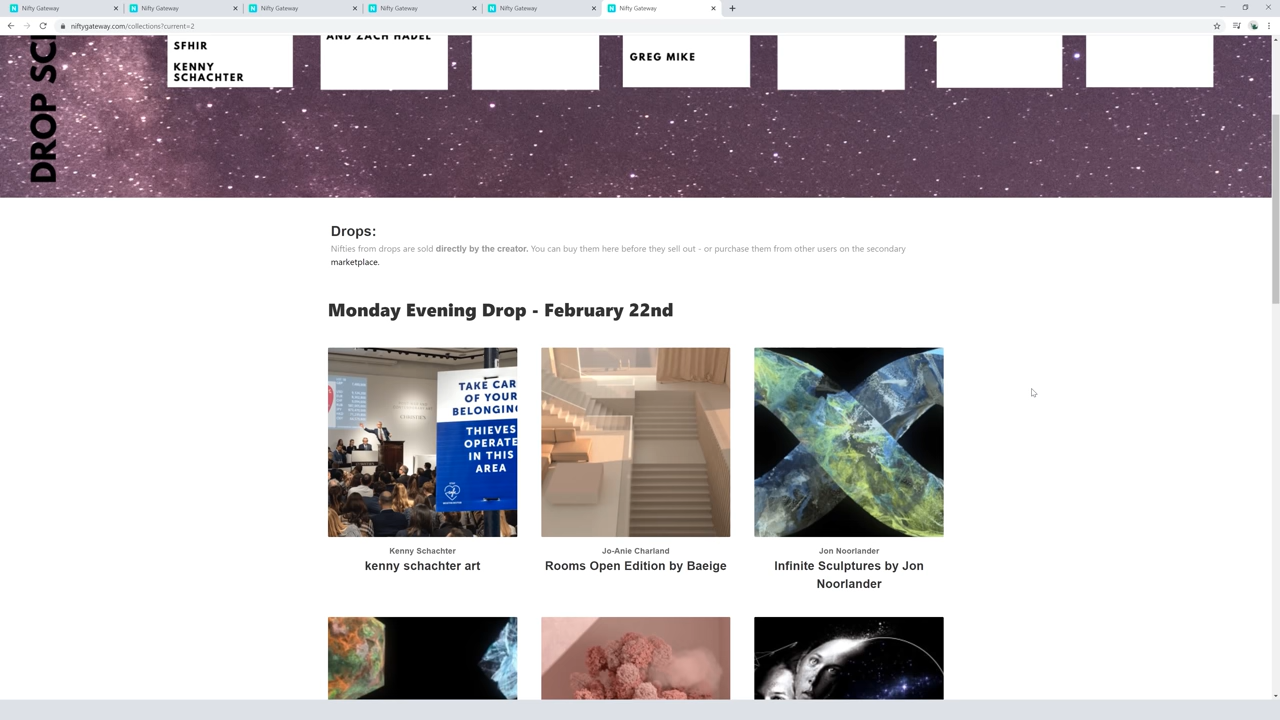 Nifty Gateway
Nifty Gateway
Nifty Gateway
Nifty Gateway
Nifty Gateway
Nifty Gateway
niftygateway.com/collections?current=2
DROP SC
SFHIR
KENNY
SCHACHTER
AND ZACH HADEL
GREG MIKE
Drops:
Nifties from drops are sold directly by the creator. You can buy them here before they sell out - or purchase them from other users on the secondary
marketplace.
Monday Evening Drop - February 22nd
TAKE CAR
OF YOUR
BELONGING
THIEVES
OPERATE
IN THIS
AREA
CHRISTIE'S
Kenny Schachter
kenny schachter art
Jo-Anie Charland
Rooms Open Edition by Baeige
Jon Noorlander
Infinite Sculptures by Jon
Noorlander